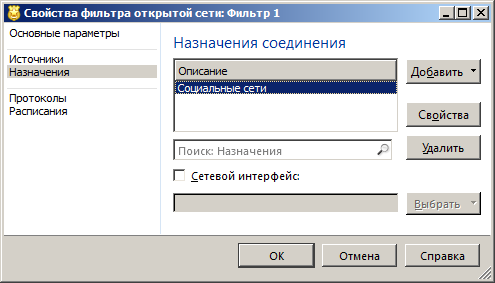 Свойства фильтра открытой сети: Фильтр 1
Основные параметры
Источники
Назначения
Протоколы
Расписания
Назначения соединения
Описание
Социальные сети
Добавить
Свойства
Удалить
Поиск: Назначения
Сетевой интерфейс:
Выбрать
ОК
Отмена
Справка